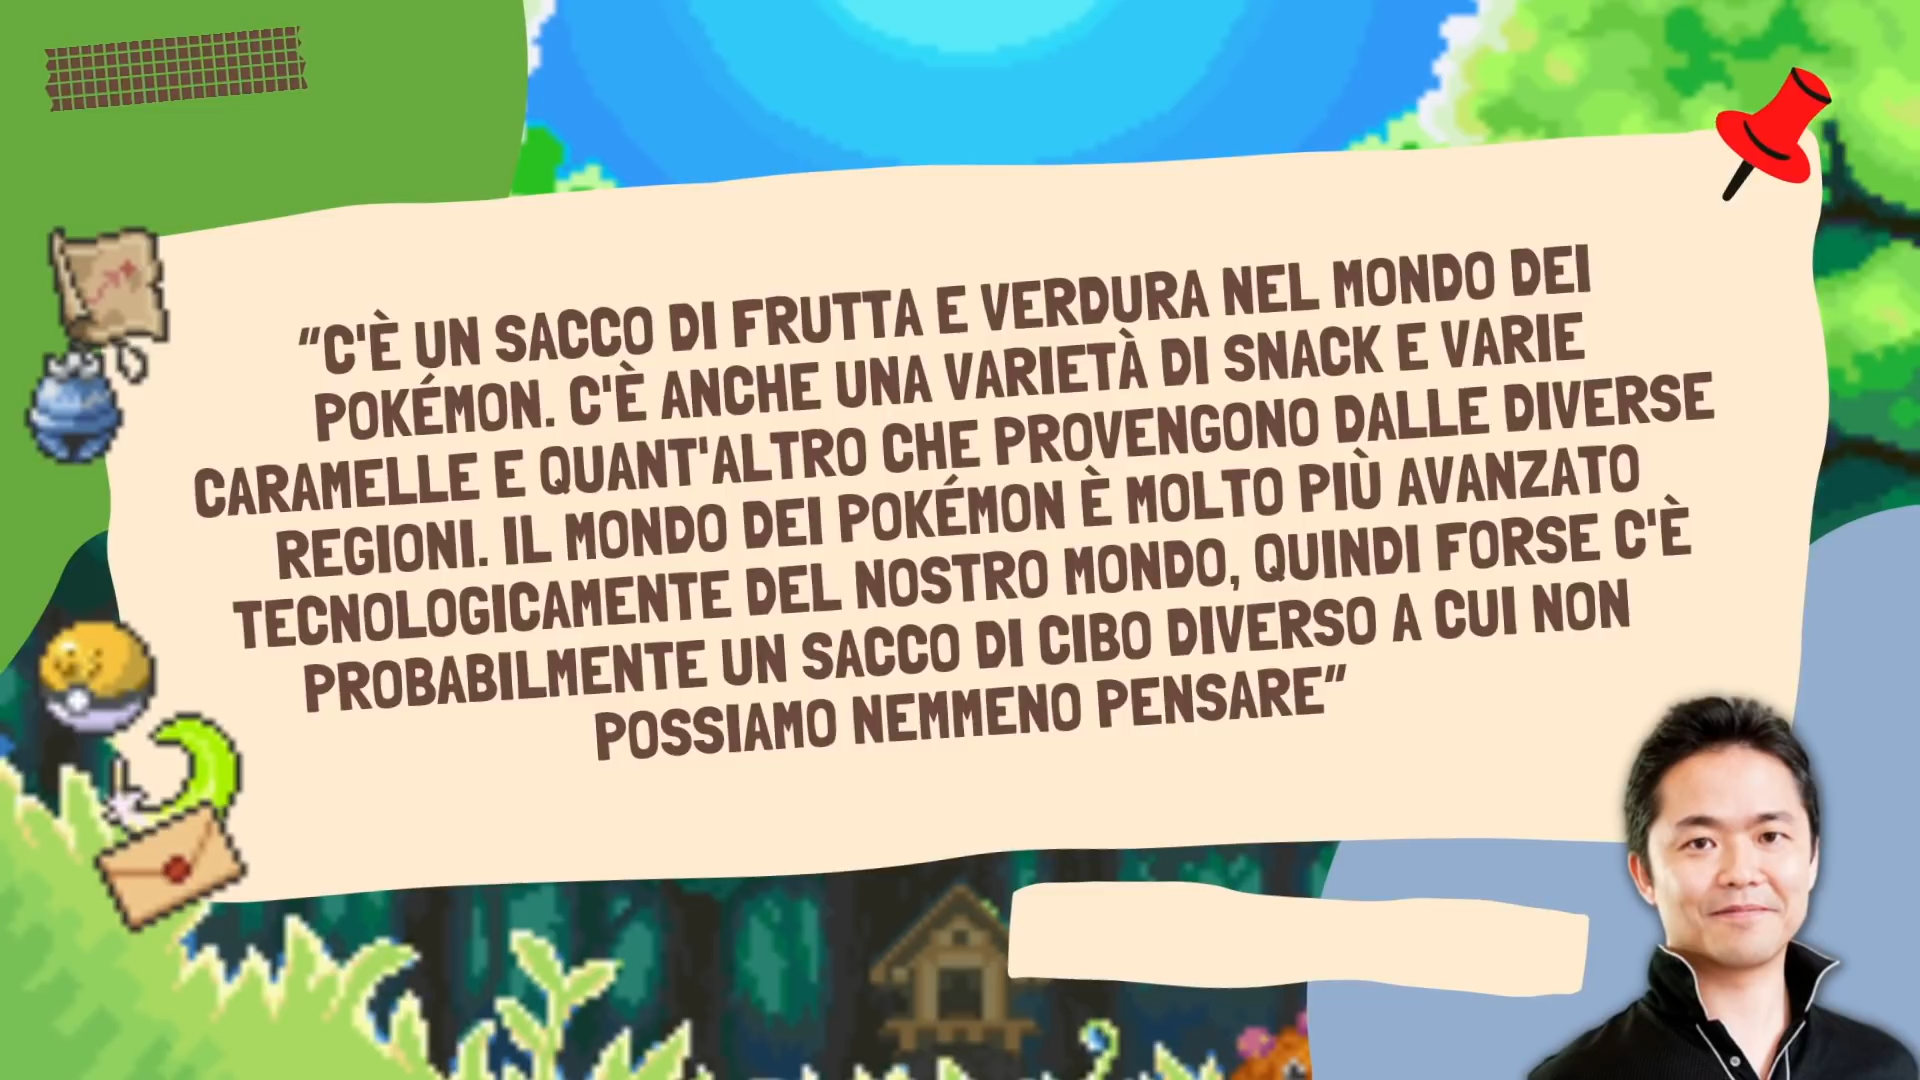 "C'È UN SACCO DI FRUTTA E VERDURA NEL MONDO DEI
POKÉMON. C'È ANCHE UNA VARIETÀ DI SNACK E VARIE
CARAMELLE E QUANT'ALTRO CHE PROVENGONO DALLE DIVERSE
REGIONI. IL MONDO DEI POKÉMON È MOLTO PIÙ AVANZATO
TECNOLOGICAMENTE DEL NOSTRO MONDO, QUINDI FORSE C'È
PROBABILMENTE UN SACCO DI CIBO DIVERSO A CUI NON
POSSIAMO NEMMENO PENSARE"